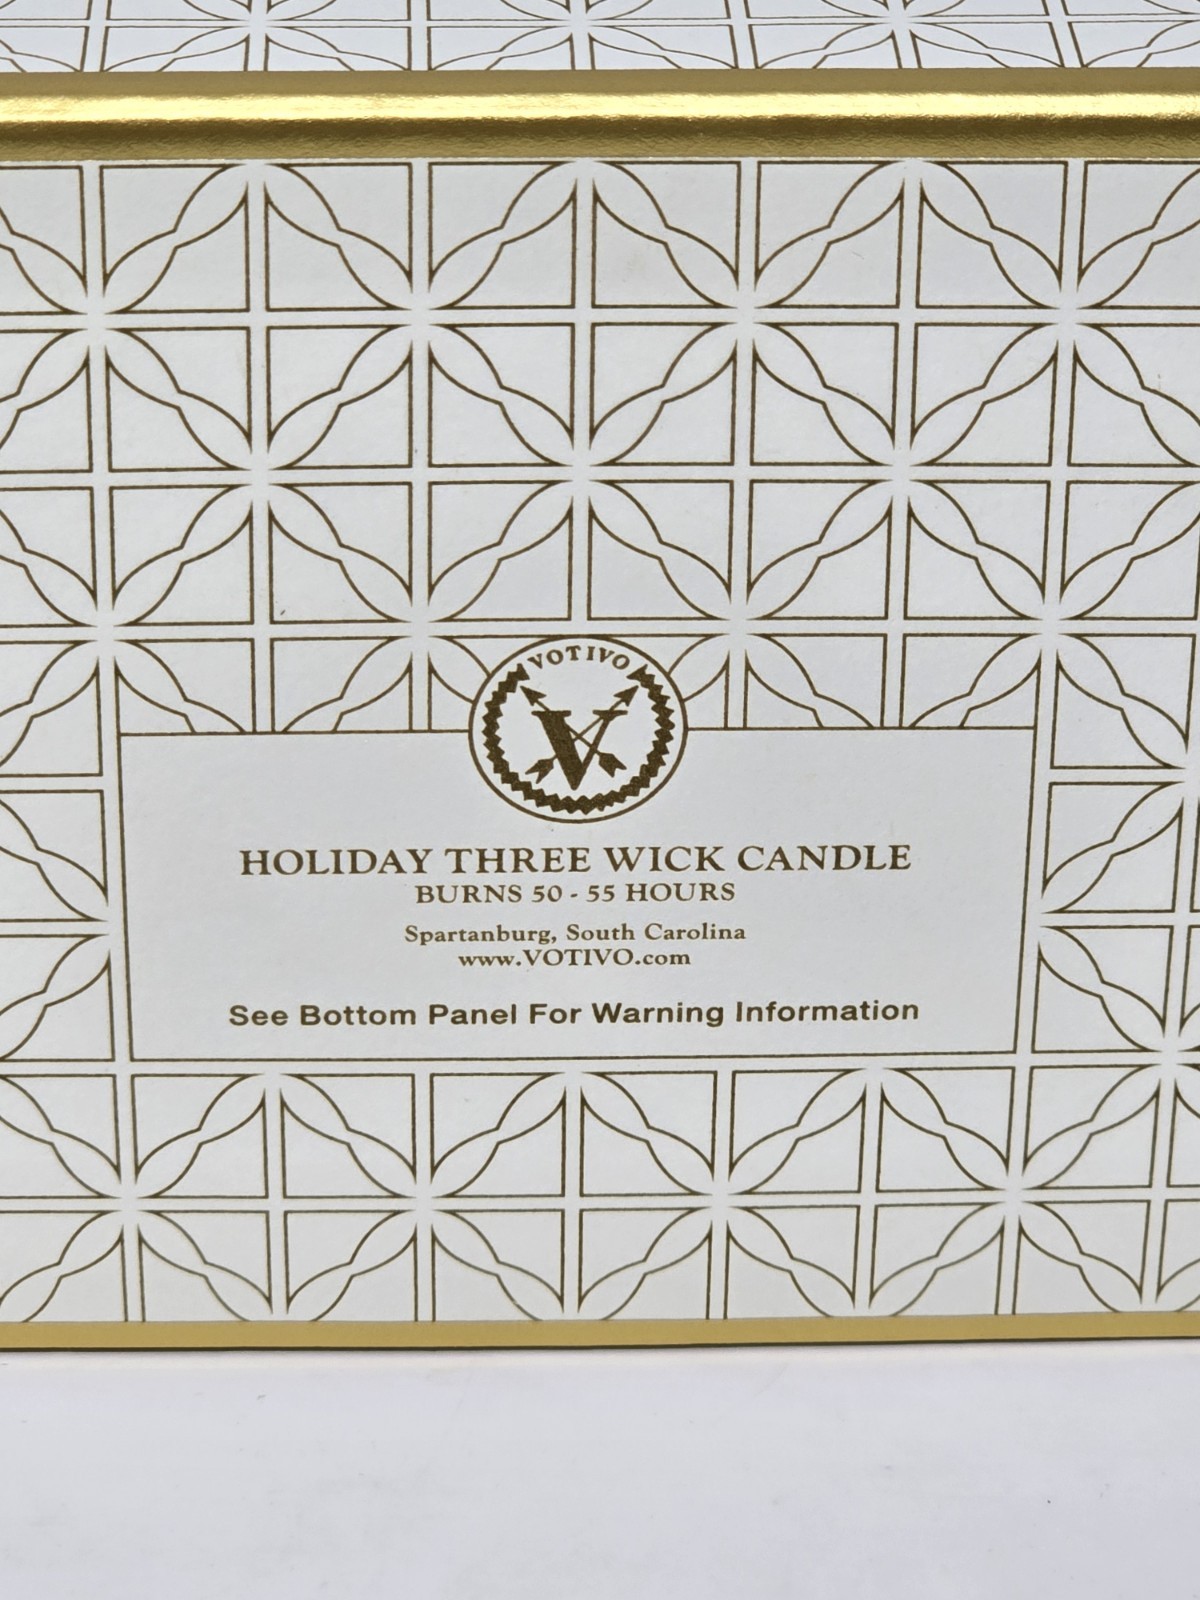 VOTIVO
V
HOLIDAY THREE WICK CANDLE
BURNS 50 - 55 HOURS
Spartanburg, South Carolina
www.VOTIVO.com
See Bottom Panel For Warning Information